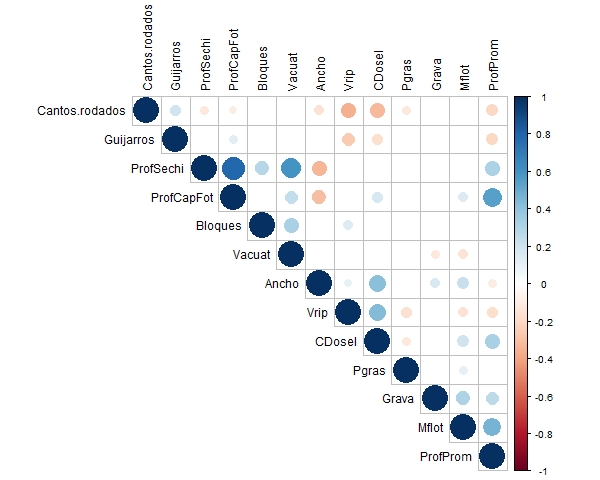 Cantos.rodados
Guijarros
ProfSechi
ProfCapFot
Bloques
Vacuat
Ancho
Vrip
CDosel
Pgras
Grava
Mflot
ProfProm
Cantos.rodados
Guijarros
ProfSechi
ProfCapFot
Bloques
Vacuat
Ancho
Vrip
CDosel
Pgras
Grava
Mflot
ProfProm
1
0.8
0.6
0.4
0.2
0
-0.2
-0.4
-0.6
-0.8
-1